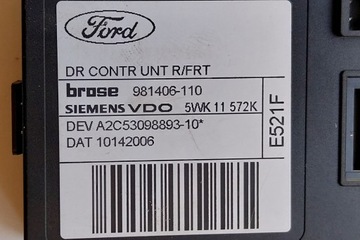 Ford
DR CONTR UNT R/FRT
brose 981406-110
SIEMENS VDO 5WK 11 572K
DEV A2C53098893-10*
DAT 10142006
E521F